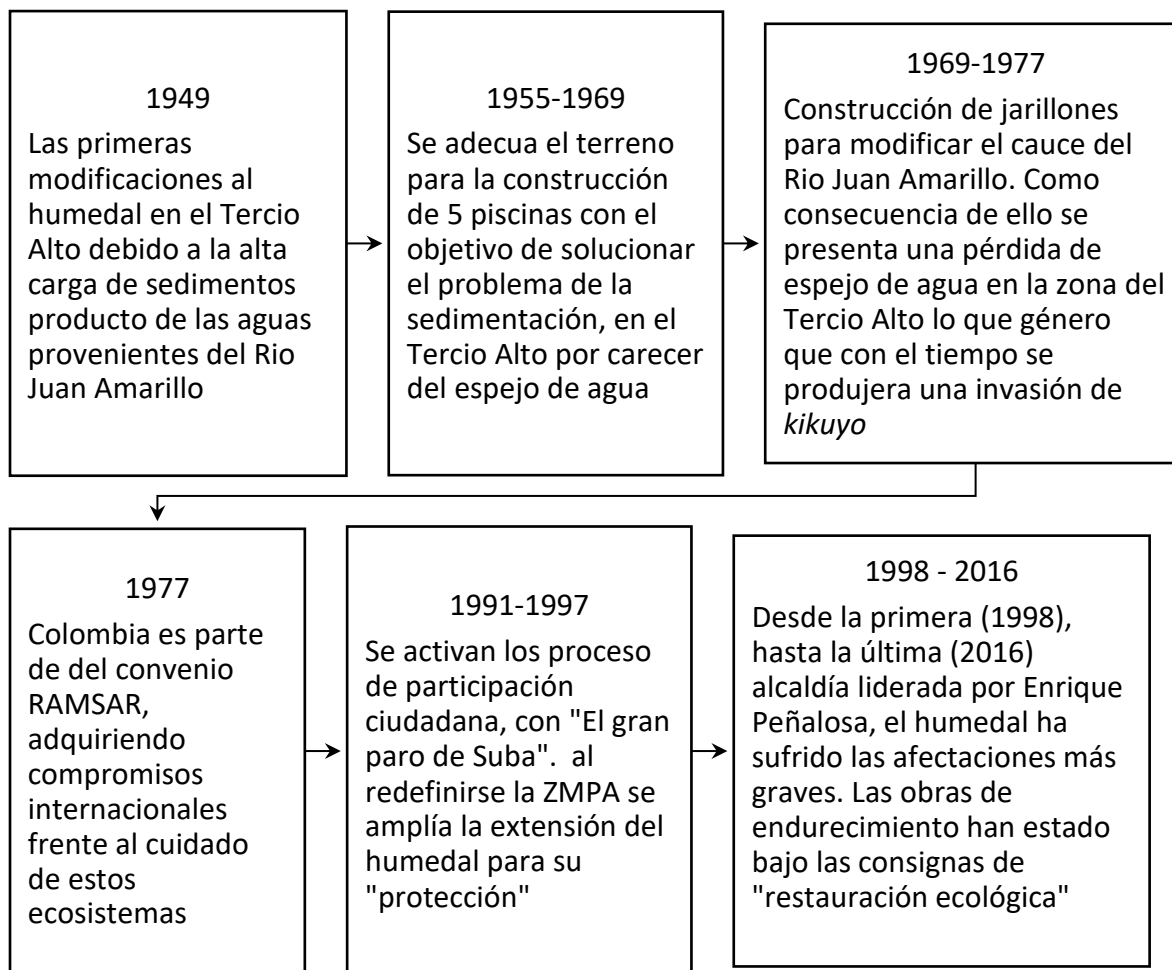 1949
Las primeras
modificaciones al
humedal en el Tercio
Alto debido a la alta
carga de sedimentos
producto de las aguas
provenientes del Rio
Juan Amarillo
1955-1969
Se adecua el terreno
para la construcción
de 5 piscinas con el
objetivo de solucionar
el problema de la
sedimentación, en el
Tercio Alto por carecer
del espejo de agua
1969-1977
Construcción de jarillones
para modificar el cauce del
Rio Juan Amarillo. Como
consecuencia de ello se
presenta una pérdida de
espejo de agua en la zona del
Tercio Alto lo que género
que con el tiempo se
produjera una invasión de
kikuyo
1977
Colombia es parte
de del convenio
RAMSAR,
adquiriendo
compromisos
internacionales
frente al cuidado
de estos
ecosistemas
1991-1997
Se activan los proceso
de participación
ciudadana, con "El gran
paro de Suba".  al
redefinirse la ZMPA se
amplía la extensión del
humedal para su
"protección"
1998 - 2016
Desde la primera (1998),
hasta la última (2016)
alcaldía liderada por Enrique
Peñalosa, el humedal ha
sufrido las afectaciones más
graves. Las obras de
endurecimiento han estado
bajo las consignas de
"restauración ecológica"